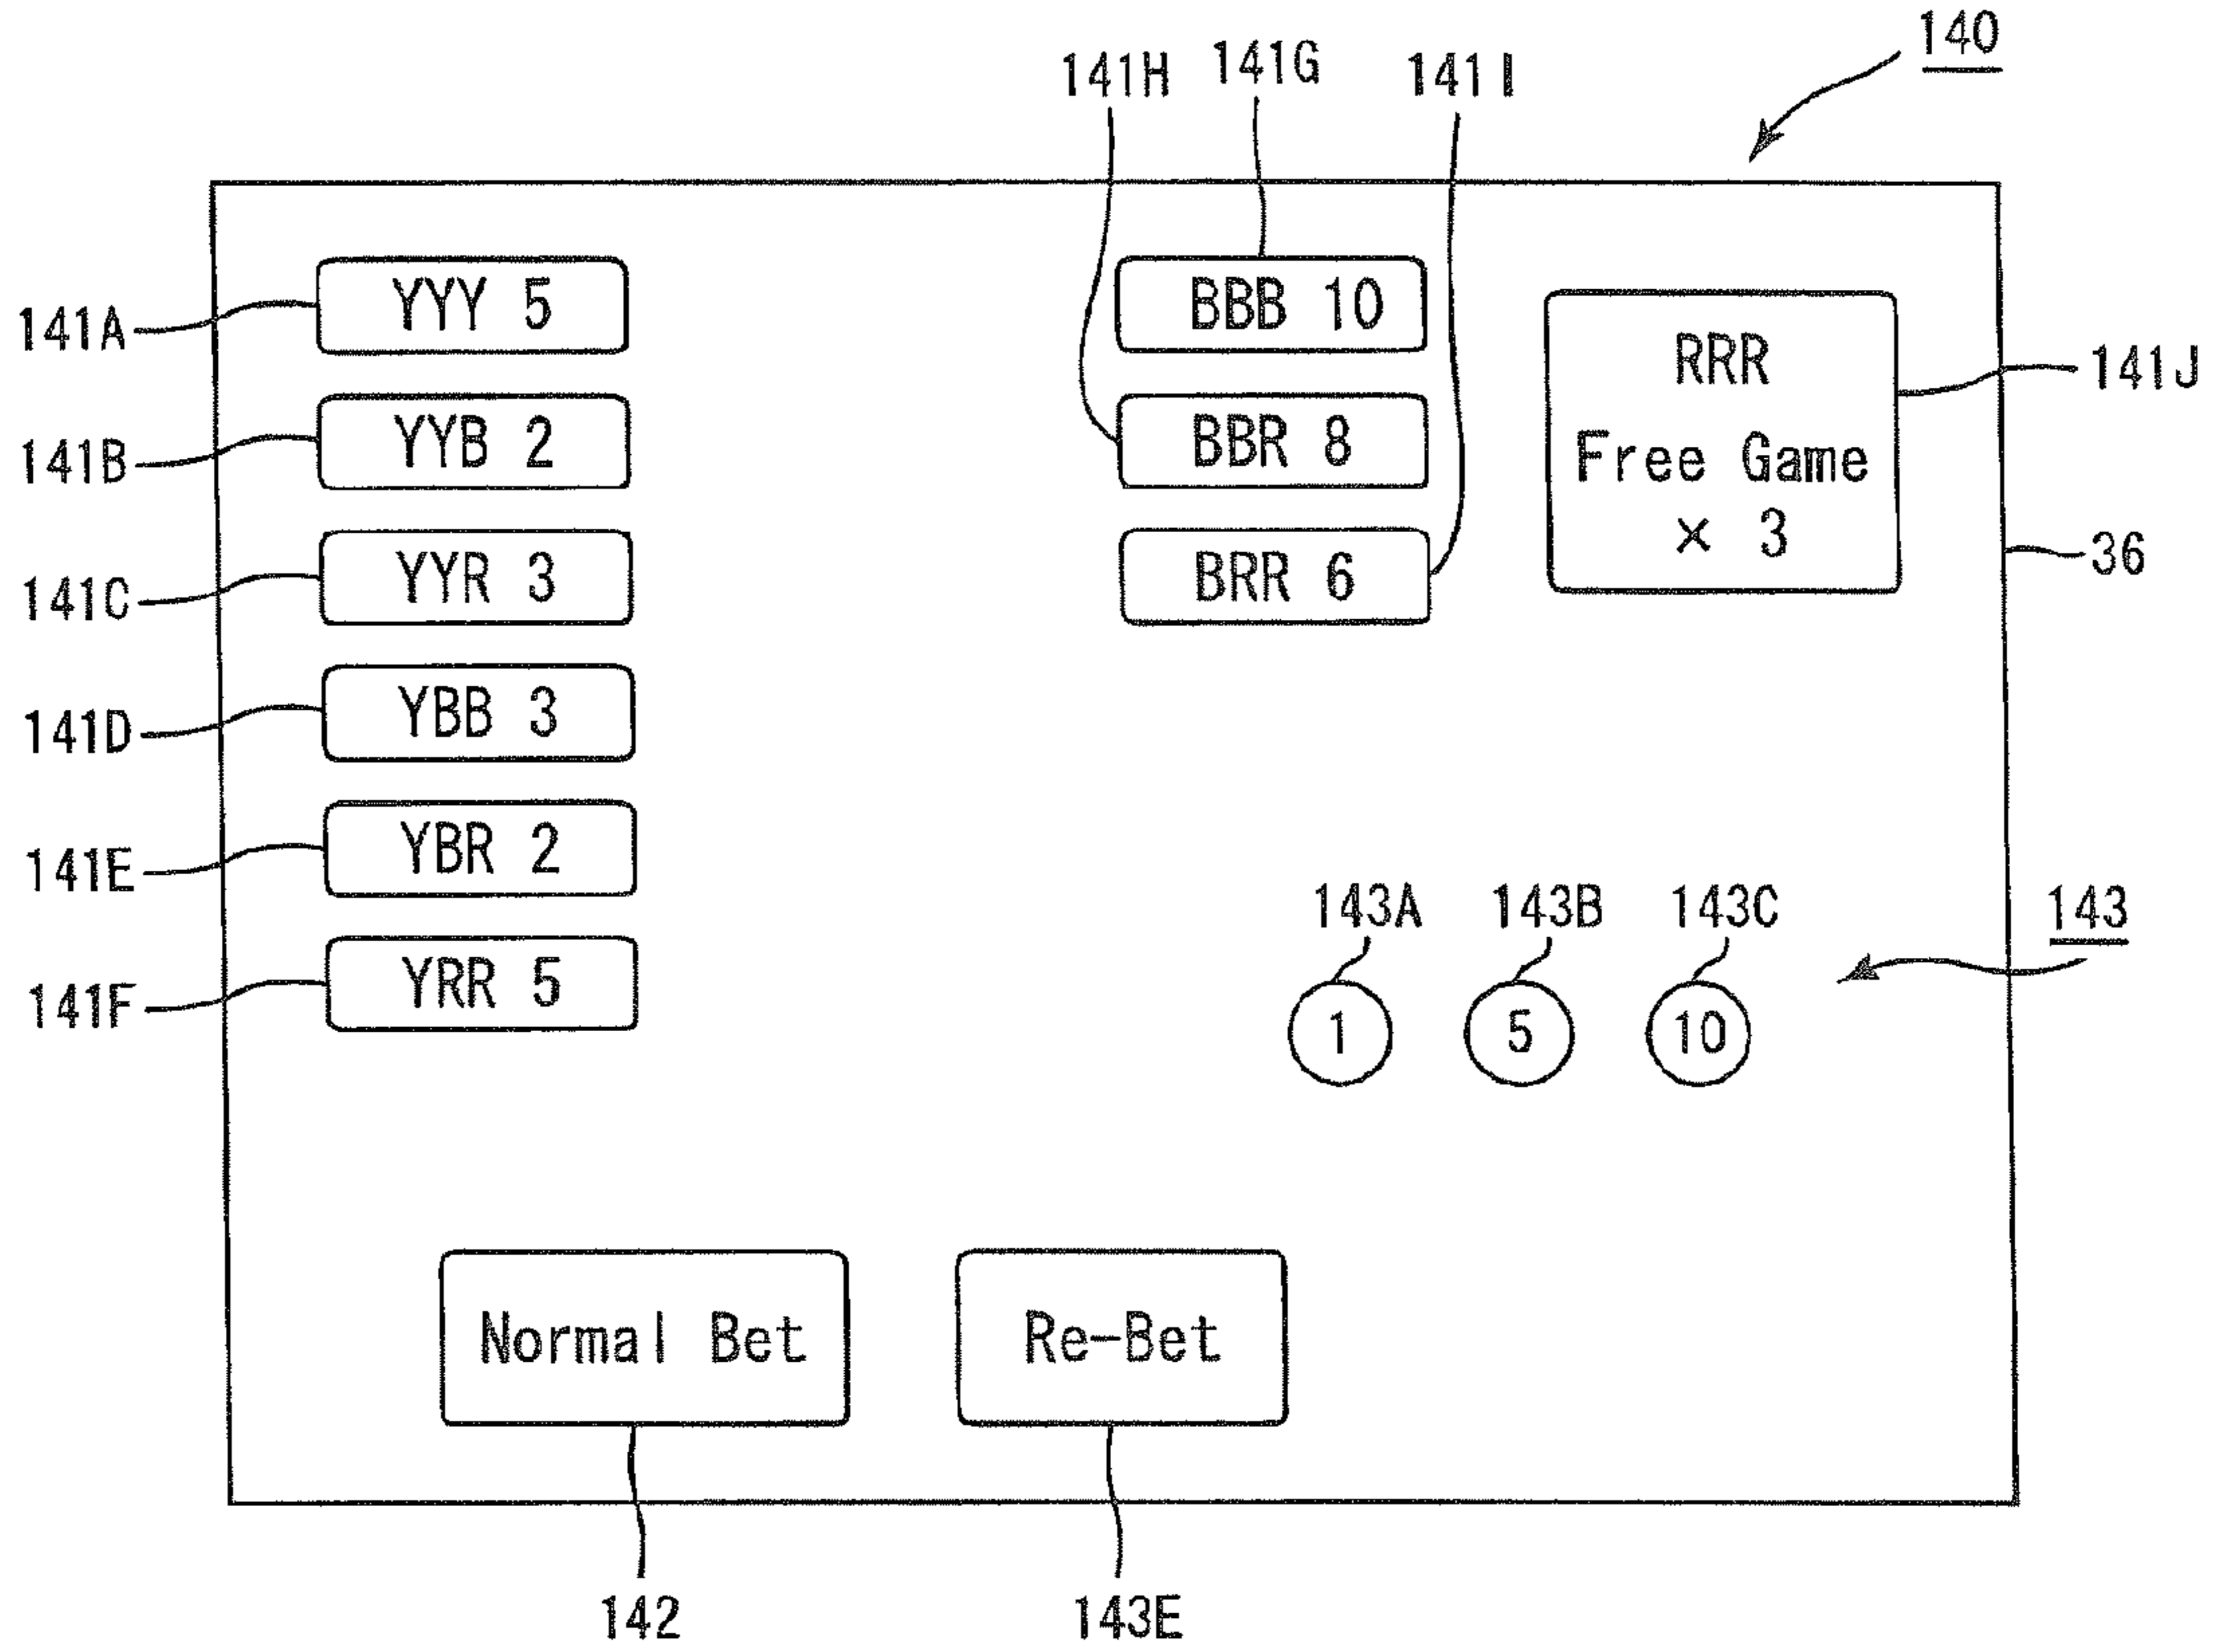 140
141H 141G 141I
141A YYY 5 BBB 10 RRR
141B YYB 2 BBR 8 Free Game 141J
141C YYR 3 BRR 6 × 3 36
141D YBB 3
141E YBR 2
143A 143B 143C 143
141F YRR 5 1 5 10
Normal Bet Re-Bet
142 143E